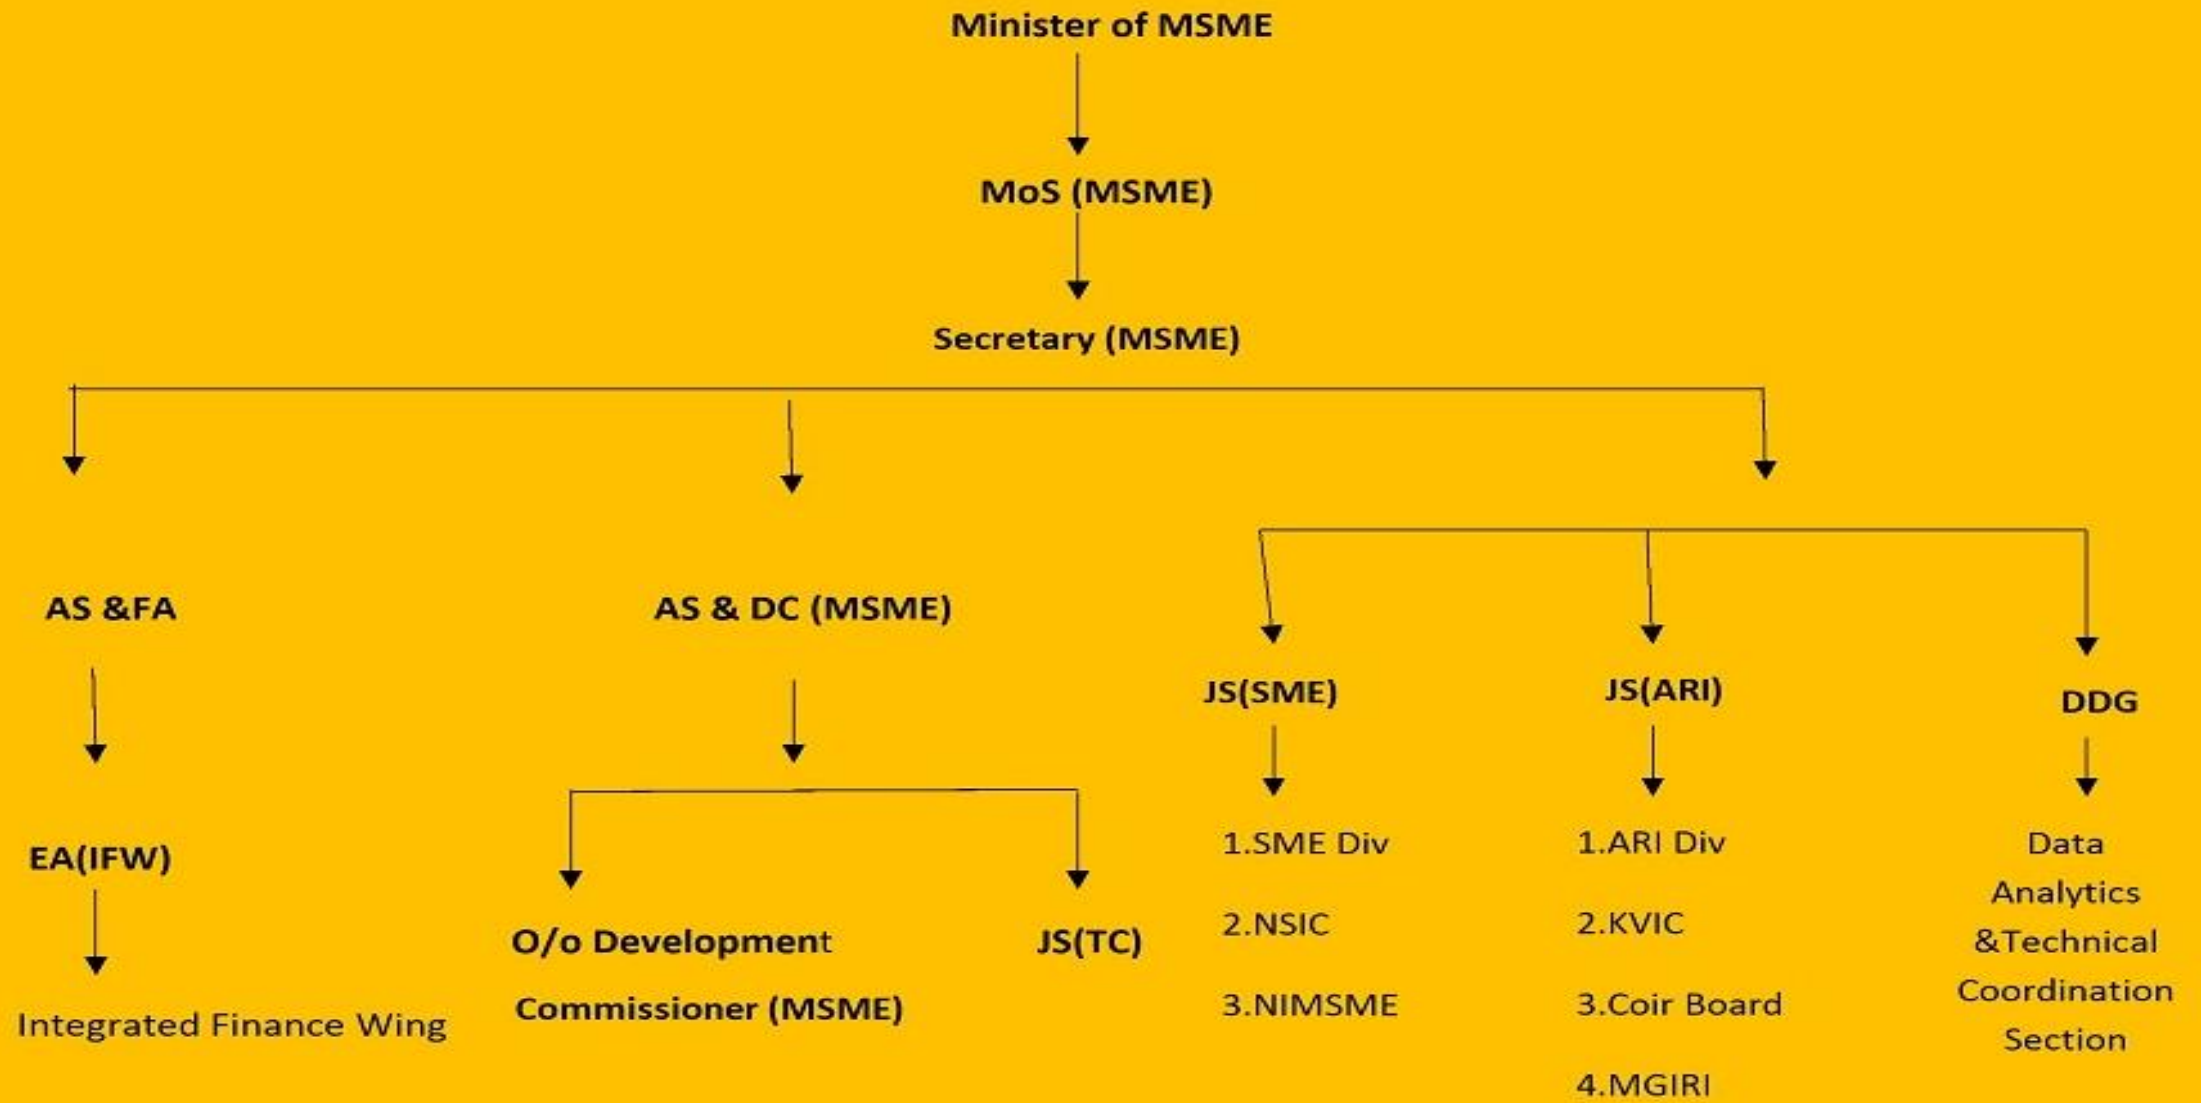 Minister of MSME
MoS (MSME)
Secretary (MSME)
AS &FA
AS & DC (MSME)
JS(SME)
JS(ARI)
DDG
EA(IFW)
Integrated Finance Wing
O/o Development
Commissioner (MSME)
JS(TC)
1.SME Div
2.NSIC
3.NIMSME
1.ARI Div
2.KVIC
3.Coir Board
4.MGIRI
Data
Analytics
&Technical
Coordination
Section